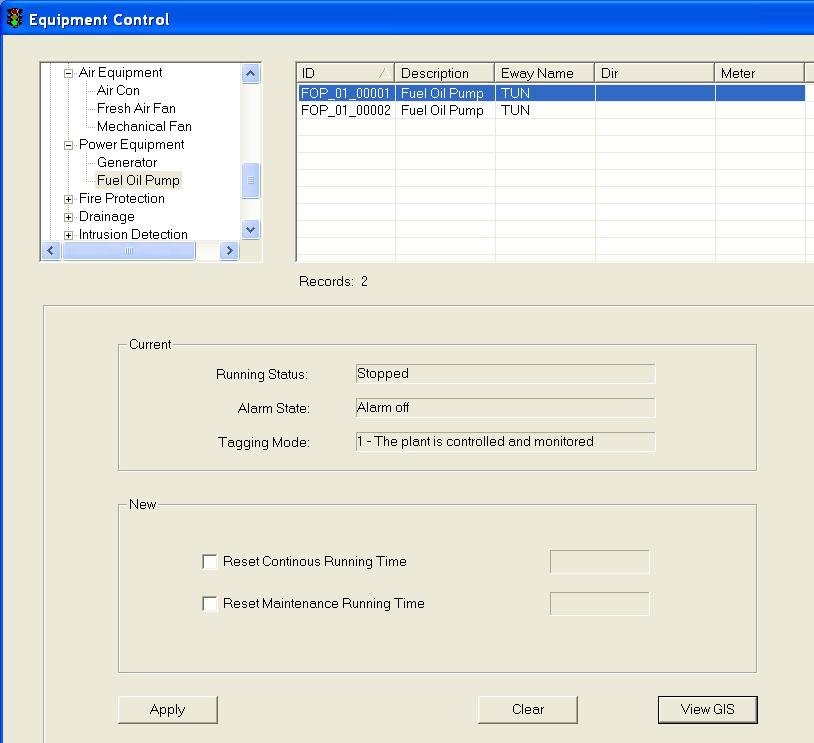 Equipment Control
Air Equipment
Air Con
Fresh Air Fan
Mechanical Fan
Power Equipment
Generator
Fuel Oil Pump
Fire Protection
Drainage
Intrusion Detection
ID Description Eway Name Dir Meter
FOP_01_00001 Fuel Oil Pump TUN
FOP_01_00002 Fuel Oil Pump TUN
Records: 2
Current
Running Status: Stopped
Alarm State: Alarm off
Tagging Mode: 1 - The plant is controlled and monitored
New
Reset Continous Running Time
Reset Maintenance Running Time
Apply Clear View GIS